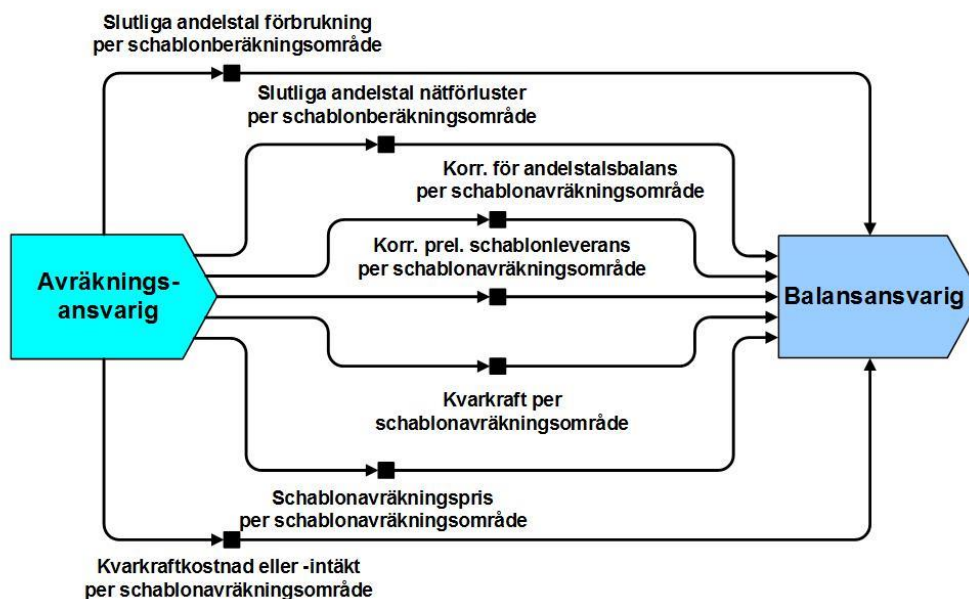 Slutliga andelstal förbrukning
per schablonberäkningsområde
Slutliga andelstal nätförluster
per schablonberäkningsområde
Korr. för andelstalsbalans
per schablonavräkningsområde
Korr. prel. schablonleverans
per schablonavräkningsområde
Avräknings-
ansvarig
Balansansvarig
Kvarkraft per
schablonavräkningsområde
Schablonavräkningspris
per schablonavräkningsområde
Kvarkraftkostnad eller -intäkt
per schablonavräkningsområde